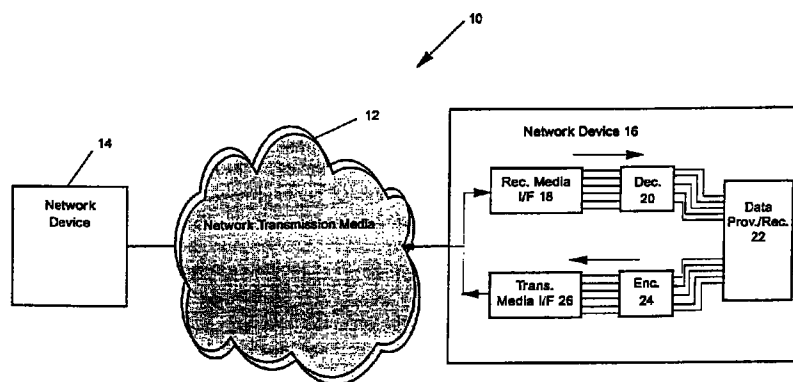 10
12
14
Network
Device
Network Transmission Media
Network Device 16
Rec. Media
I/F 18
Dec.
20
Data
Prov./Rec.
22
Trans.
Media I/F 26
Enc.
24